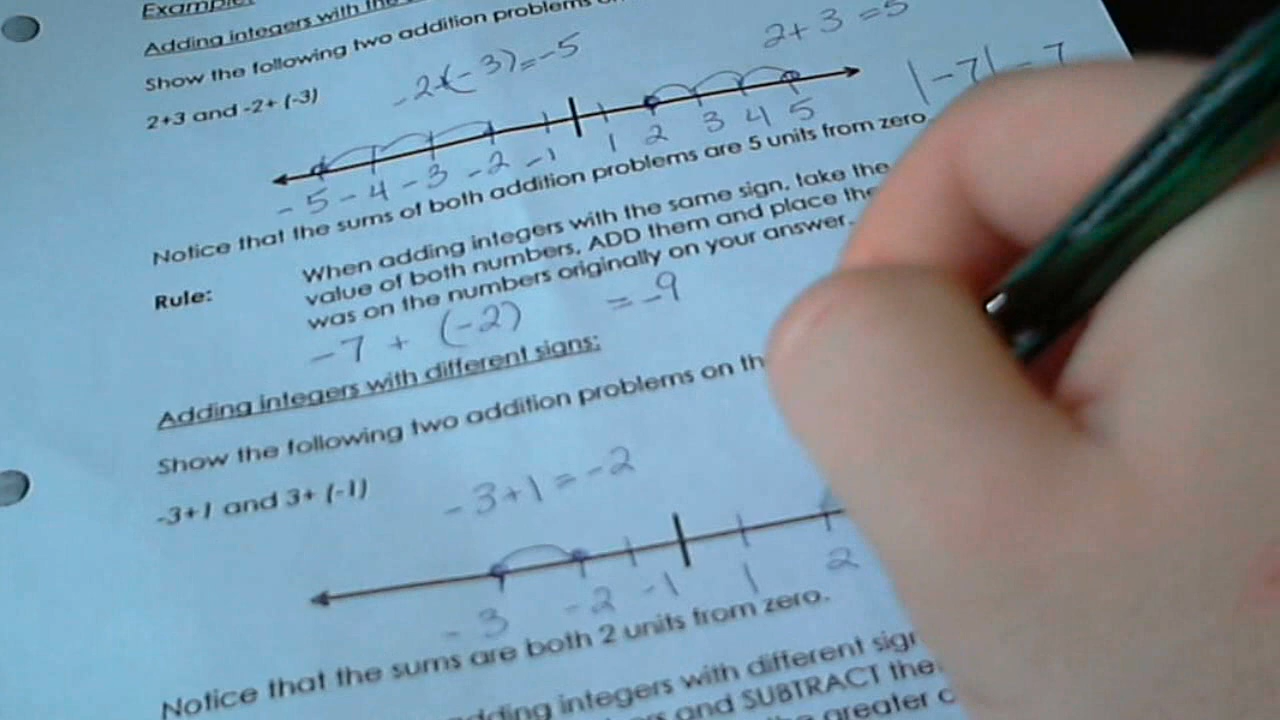 Example:
Adding integers with the
Show the following two addition problems
2+3 and -2+ (-3)
-2+(-3)=-5
2+3=5
|-7| = 7
-5 -4 -3 -2 -1 1 2 3 4 5
Notice that the sums of both addition problems are 5 units from zero.
Rule: When adding integers with the same sign, take the
value of both numbers, ADD them and place the
was on the numbers originally on your answer.
-7 + (-2) =-9
Adding integers with different signs:
Show the following two addition problems on
-3+1 and 3+ (-1)
-3+1=-2
-3 -2 -1 1 2
Notice that the sums are both 2 units from zero.
integers with different
and SUBTRACT
greater